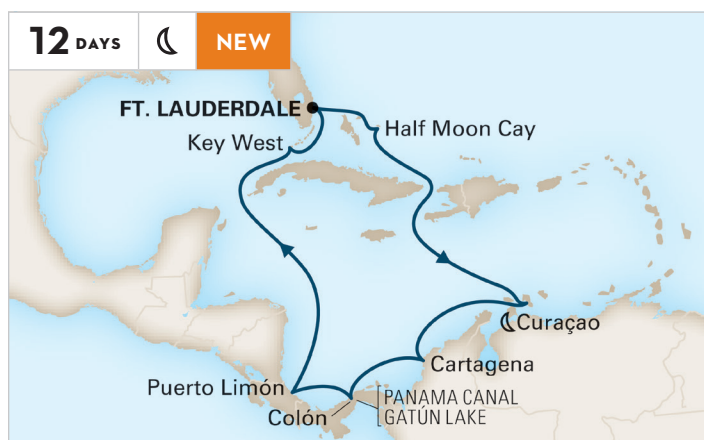 12 DAYS
NEW
FT. LAUDERDALE
Half Moon Cay
Key West
Curaçao
Cartagena
Puerto Limón
PANAMA CANAL
Colón
GATÚN LAKE